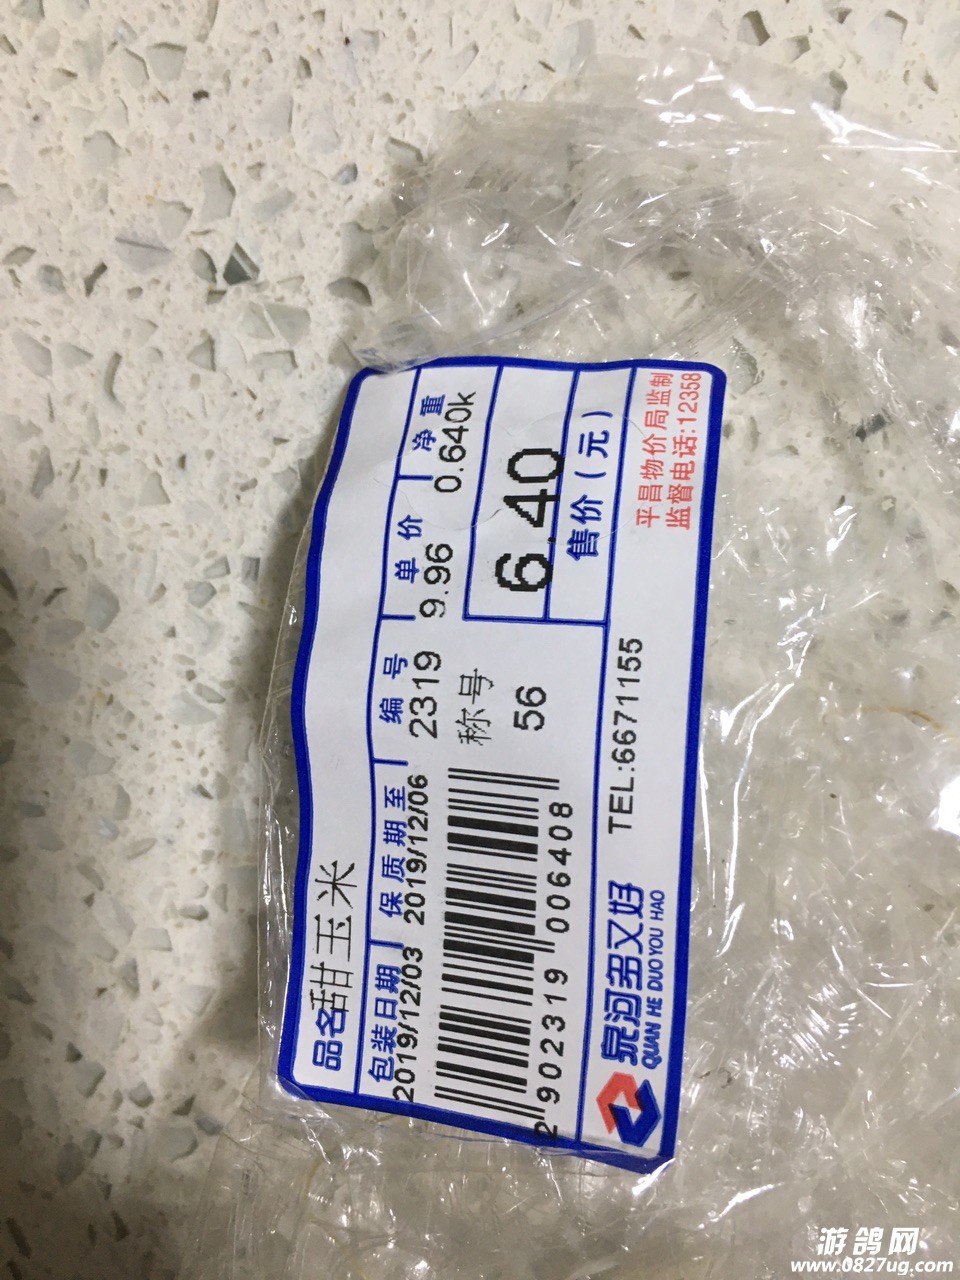 品名 甜玉米
包装日期 保质期至 编号 单价 净重
2019/12/03 2019/12/06 2319 9.96 0.640k
称号
56
6.40
售价(元)
2 902319 006408
泉河多又好
QUAN HE DUO YOU HAO
TEL:6671155
平昌物价局监制
监督电话:12358
游鸽网
www.0827ug.com